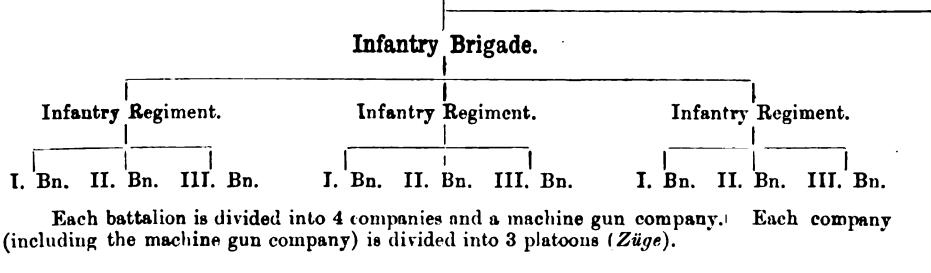 Infantry Brigade.
Infantry Regiment. Infantry Regiment. Infantry Regiment.
I. Bn. II. Bn. III. Bn. I. Bn. II. Bn. III. Bn. I. Bn. II. Bn. III. Bn.
Each battalion is divided into 4 companies and a machine gun company. Each company
(including the machine gun company) is divided into 3 platoons (Züge).